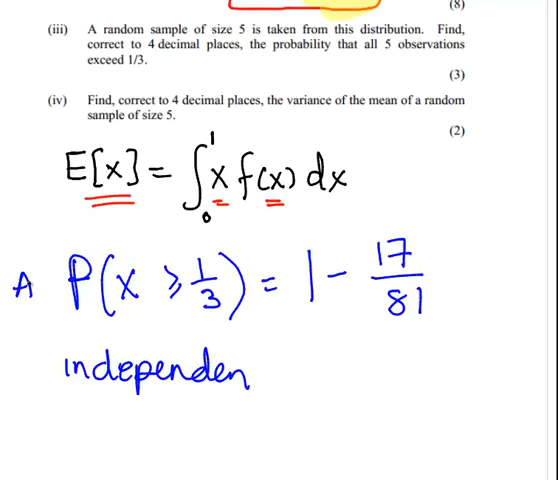 (8)
(iii) A random sample of size 5 is taken from this distribution. Find,
correct to 4 decimal places, the probability that all 5 observations
exceed 1/3.
(3)
(iv) Find, correct to 4 decimal places, the variance of the mean of a random
sample of size 5.
(2)
E[x] = ∫₀¹ x f(x) dx
A P(x ≥ 1/3) = 1 - 17/81
independen